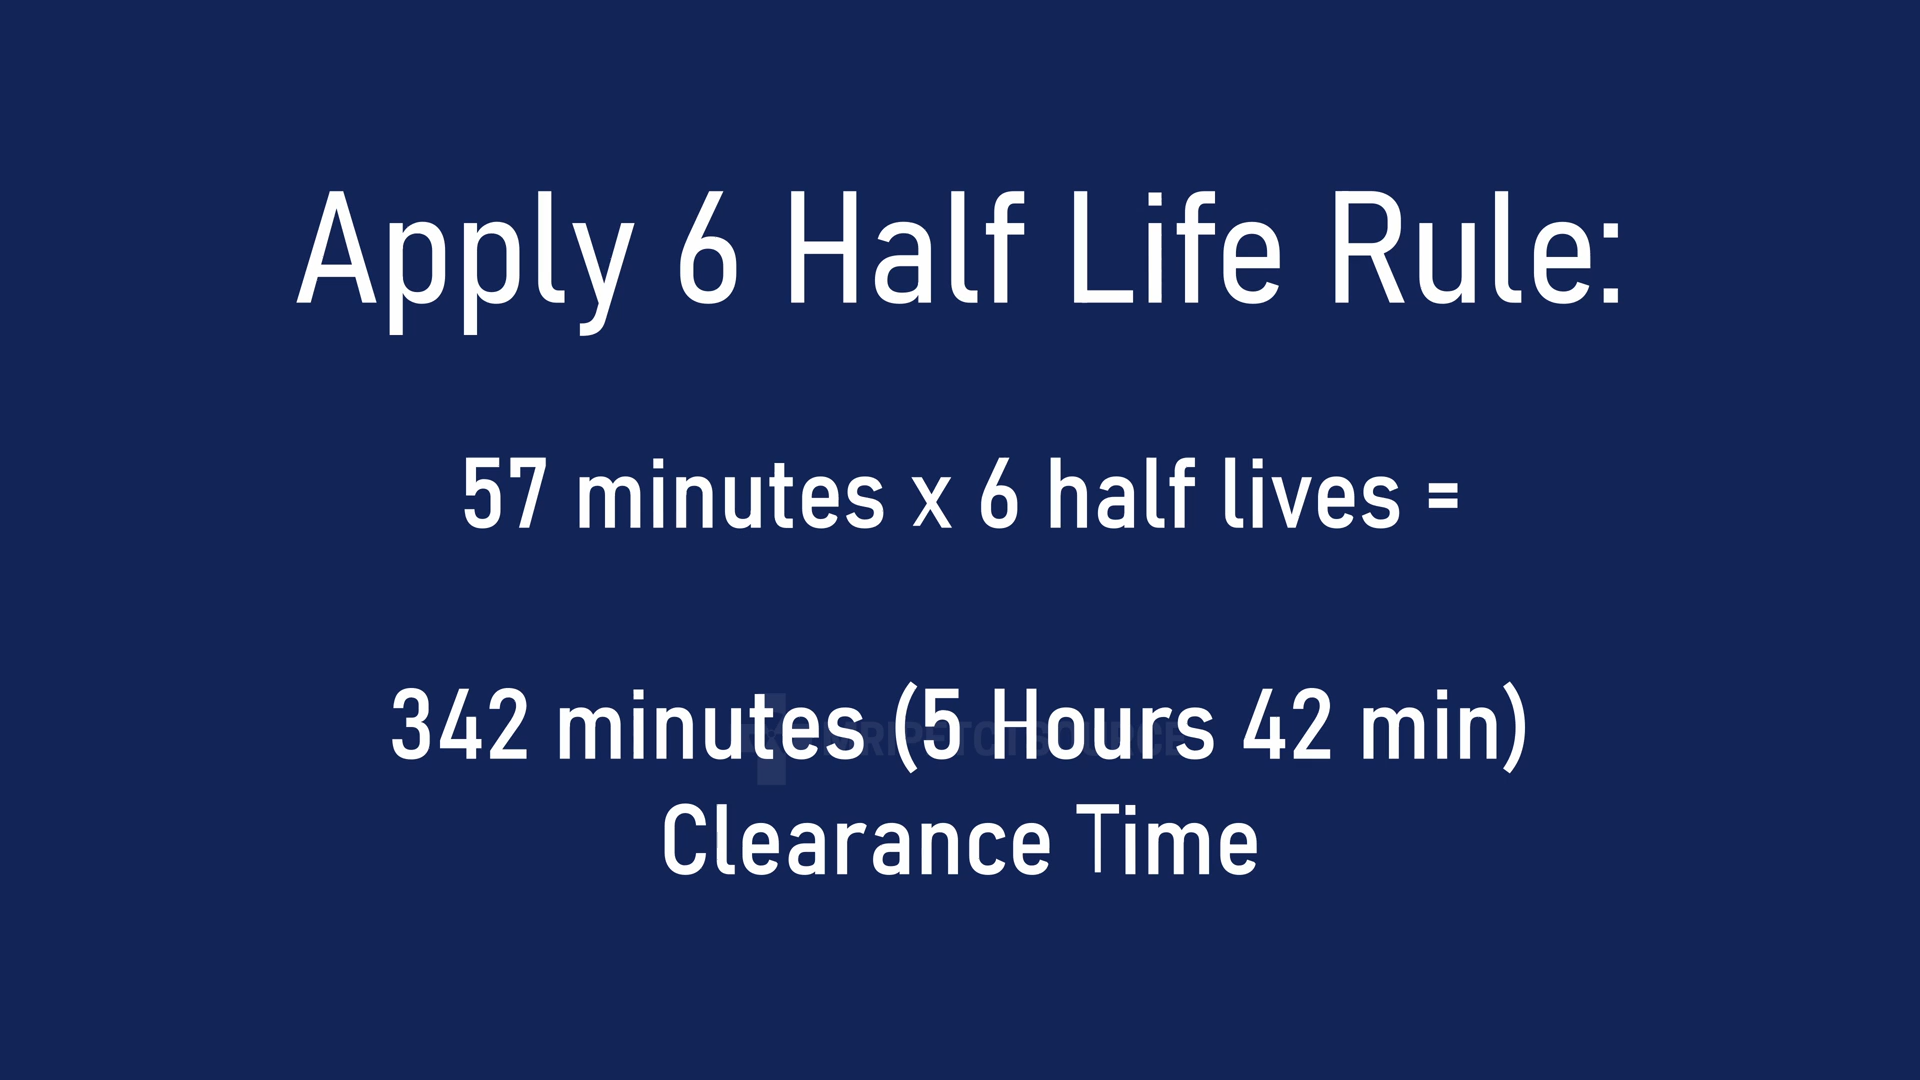 Apply 6 Half Life Rule:
57 minutes x 6 half lives =
342 minutes (5 Hours 42 min)
Clearance Time